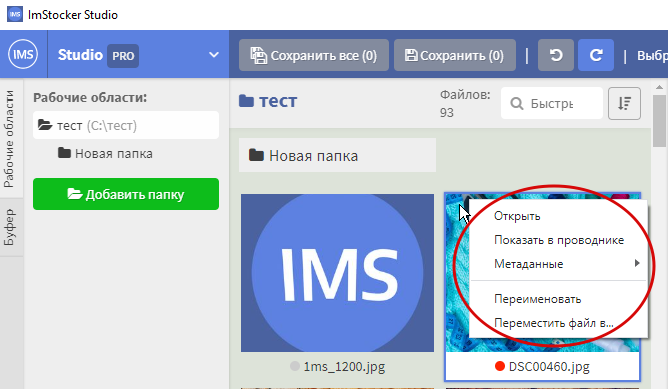 ImStocker Studio
IMS Studio PRO
Сохранить все (0)
Сохранить (0)
Выбр
Рабочие области
Буфер
Рабочие области:
тест (C:\тест)
Новая папка
Добавить папку
тест
Файлов:
93
Быстрь
Новая папка
IMS
1ms_1200.jpg
DSC00460.jpg
Открыть
Показать в проводнике
Метаданные
Переименовать
Переместить файл в...